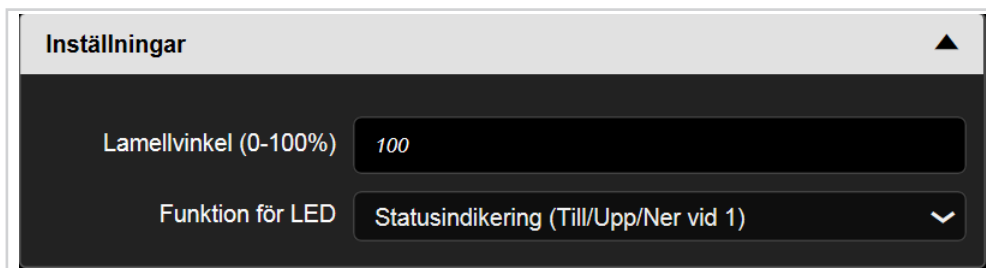 Inställningar
Lamellvinkel (0-100%) 100
Funktion för LED Statusindikering (Till/Upp/Ner vid 1)